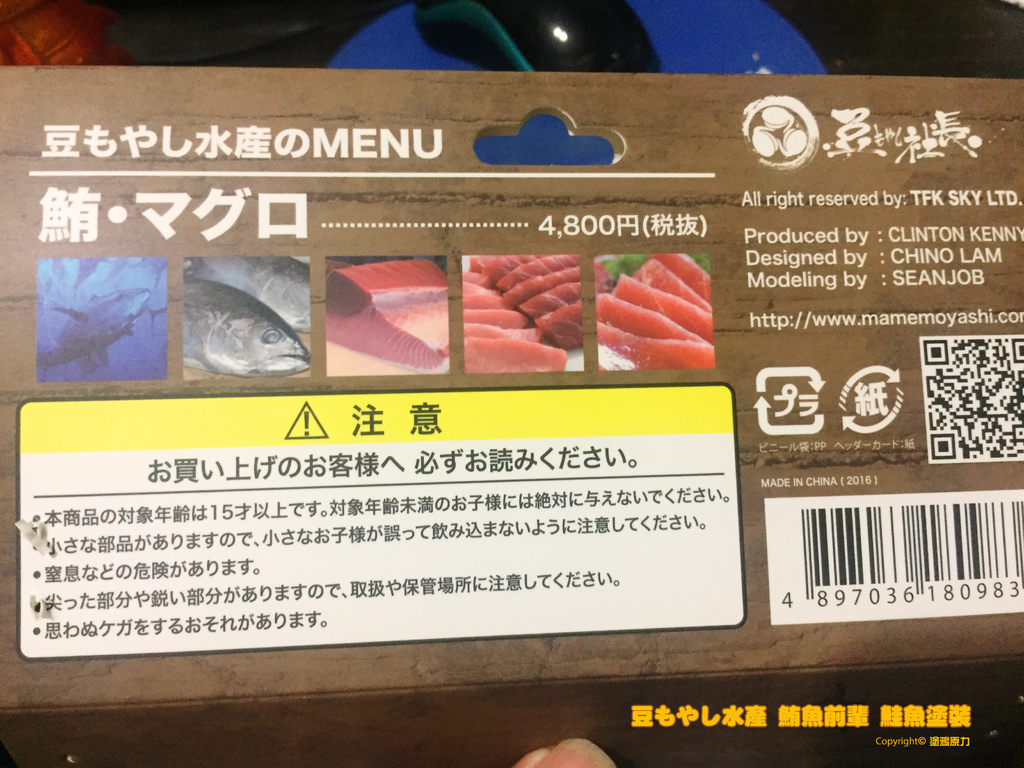 豆もやし水産のMENU
鮪・マグロ
4,800円(税抜)
豆もやし社長
All right reserved by: TFK SKY LTD.
Produced by : CLINTON KENNY
Designed by : CHINO LAM
Modeling by : SEANJOB
http://www.mamemoyashi.com
プラ
紙
ビニール袋:PP ヘッダーカード:紙
MADE IN CHINA ( 2016 )
4 897036 180983
注意
お買い上げのお客様へ 必ずお読みください。
•本商品の対象年齢は15才以上です。対象年齢未満のお子様には絶対に与えないでください。
小さな部品がありますので、小さなお子様が誤って飲み込まないように注意してください。
•窒息などの危険があります。
•尖った部分や鋭い部分がありますので、取扱や保管場所に注意してください。
•思わぬケガをするおそれがあります。
豆もやし水産 鮪魚前輩 鮭魚塗裝
Copyright© 塗鴉原力